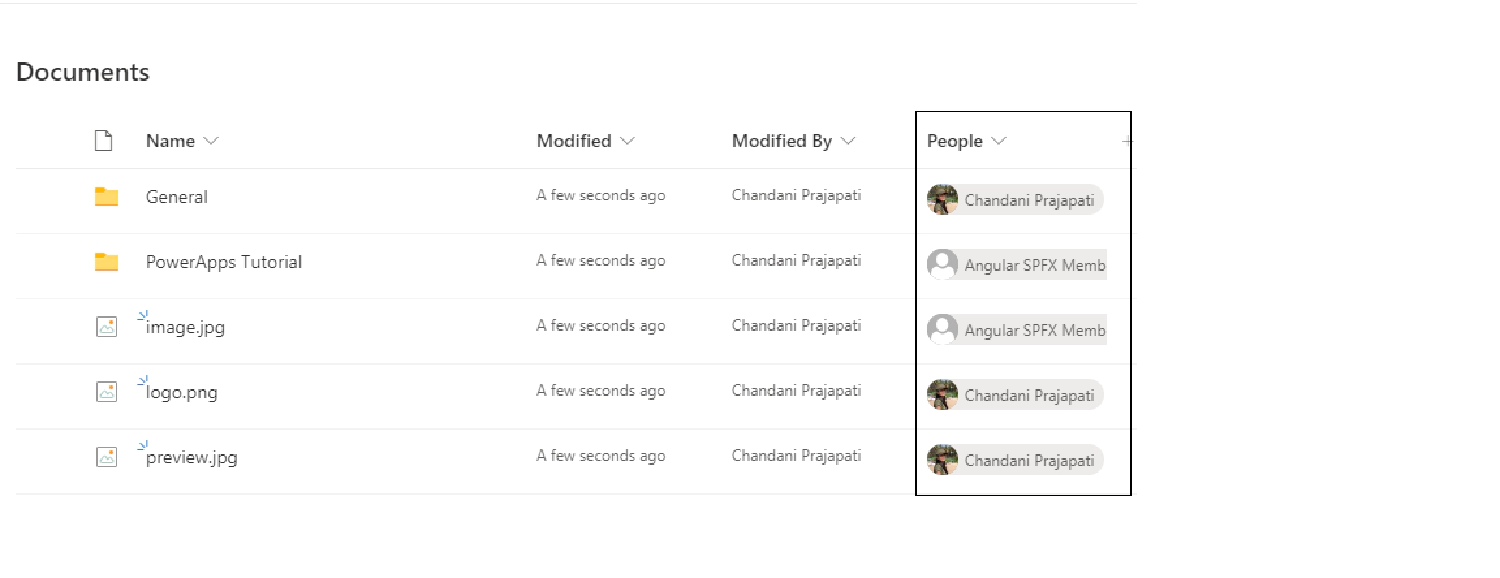 Documents
Name Modified Modified By People +
General A few seconds ago Chandani Prajapati Chandani Prajapati
PowerApps Tutorial A few seconds ago Chandani Prajapati Angular SPFX Memb
image.jpg A few seconds ago Chandani Prajapati Angular SPFX Memb
logo.png A few seconds ago Chandani Prajapati Chandani Prajapati
preview.jpg A few seconds ago Chandani Prajapati Chandani Prajapati